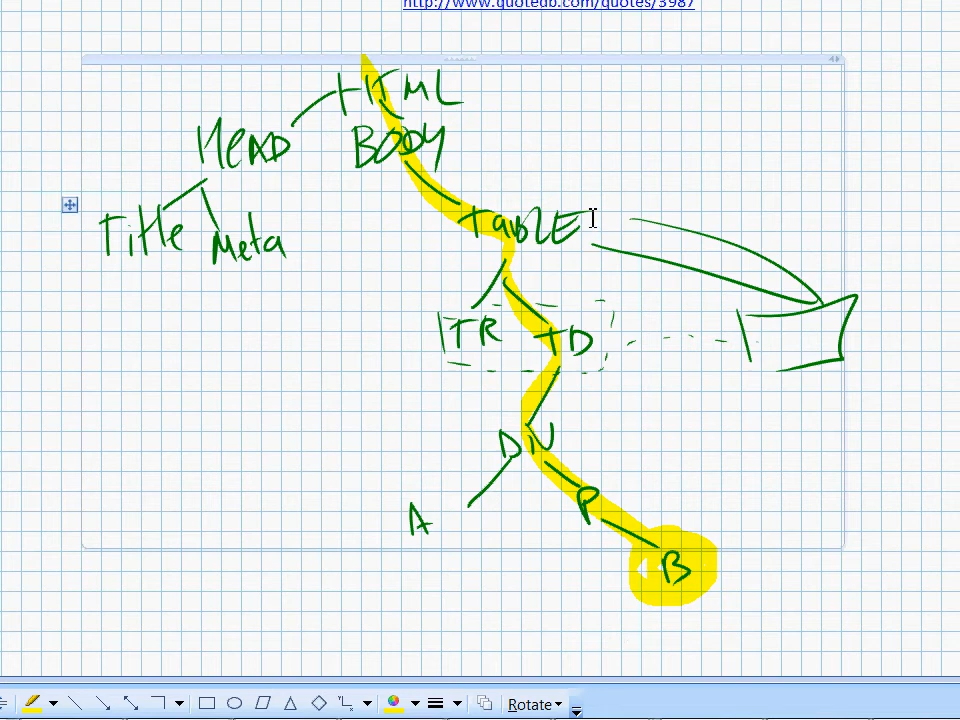 http://www.quotedb.com/quotes/3987
HTML
HEAD BODY
Title Meta
TABLE
TR TD
DIV
A P
B
Rotate